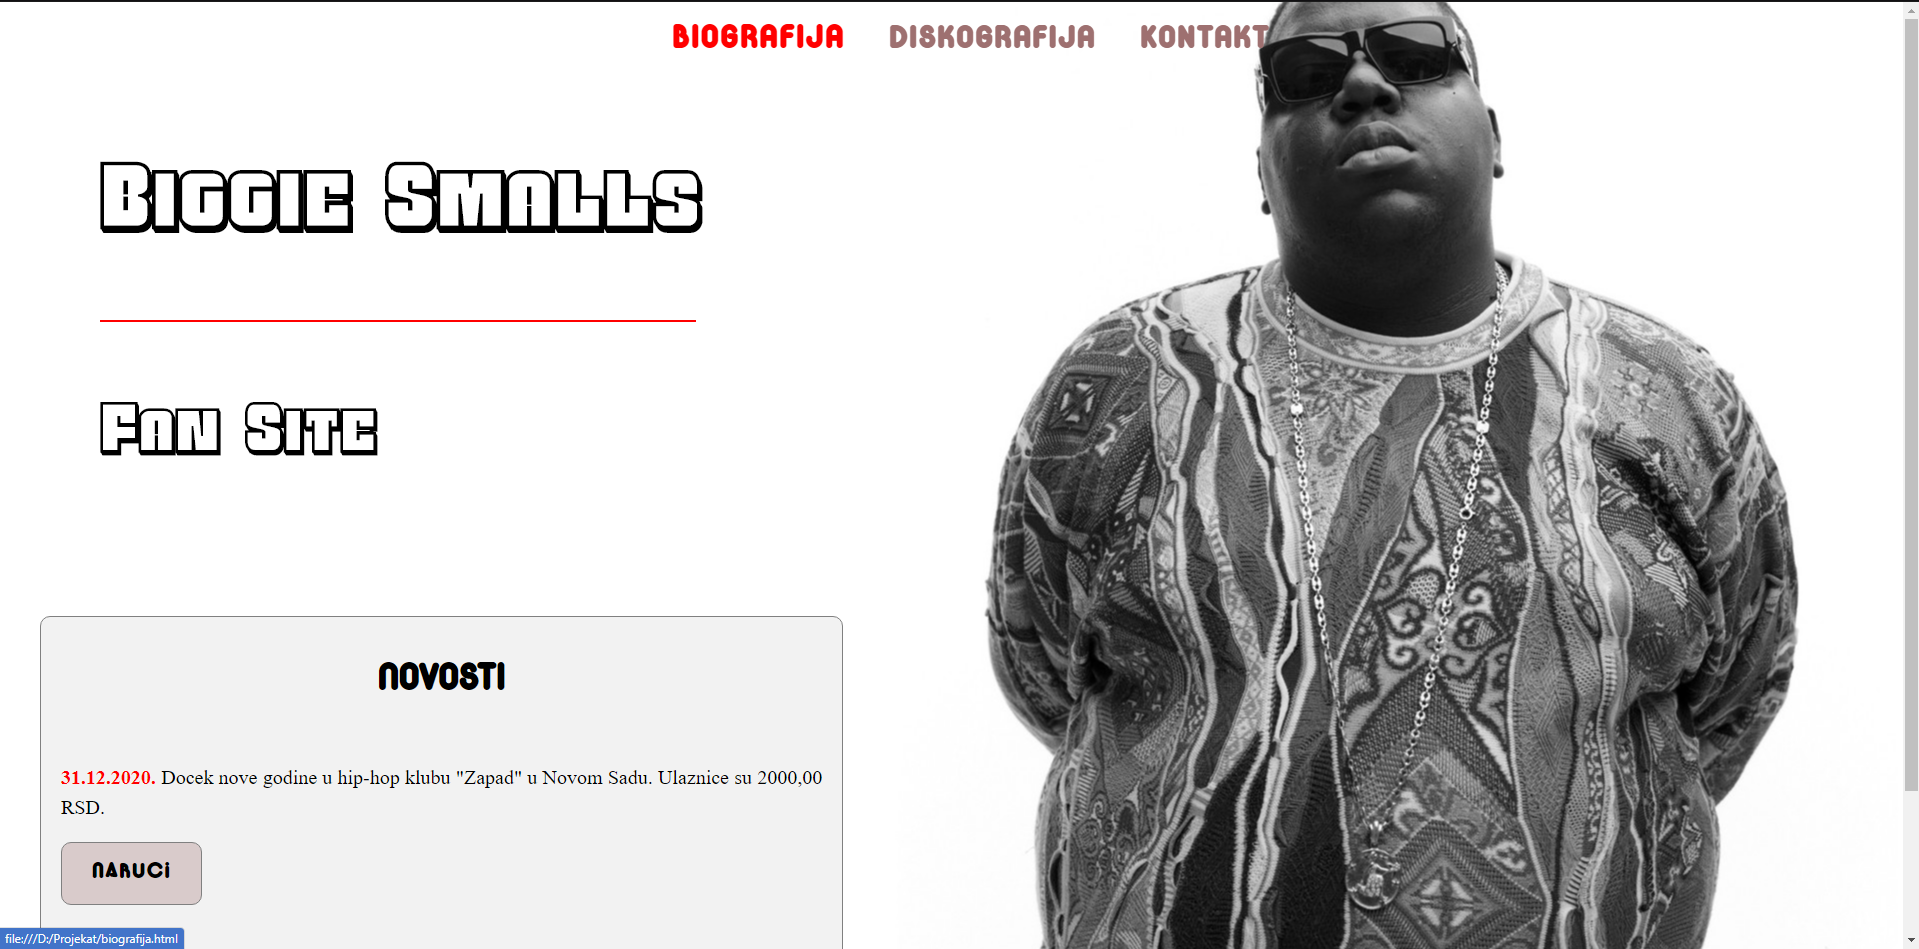 BIOGRAFIJA DISKOGRAFIJA KONTAKT
Biggie Smalls
Fan Site
NOVOSTI
31.12.2020. Docek nove godine u hip-hop klubu "Zapad" u Novom Sadu. Ulaznice su 2000,00
RSD.
NARUCI
file:///D:/Projekat/biografija.html